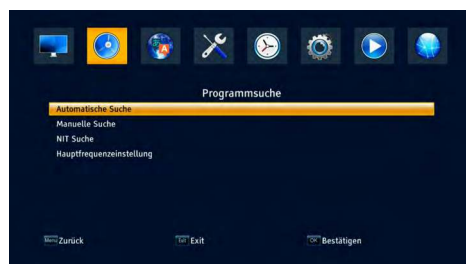 Programmsuche
Automatische Suche
Manuelle Suche
NIT Suche
Hauptfrequenzeinstellung
Menu Zurück Exit Exit OK Bestätigen